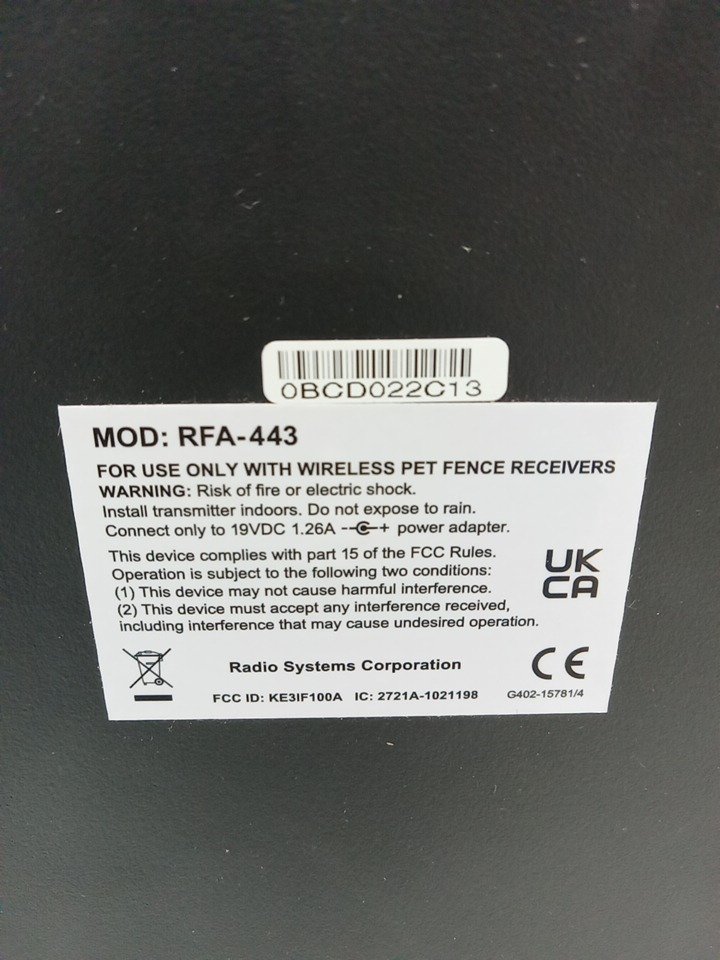 0BCD022C13
MOD: RFA-443
FOR USE ONLY WITH WIRELESS PET FENCE RECEIVERS
WARNING: Risk of fire or electric shock.
Install transmitter indoors. Do not expose to rain.
Connect only to 19VDC 1.26A --C-+ power adapter.
This device complies with part 15 of the FCC Rules.
Operation is subject to the following two conditions:
(1) This device may not cause harmful interference.
(2) This device must accept any interference received,
including interference that may cause undesired operation.
UK
CA
Radio Systems Corporation
CE
FCC ID: KE3IF100A IC: 2721A-1021198
G402-15781/4